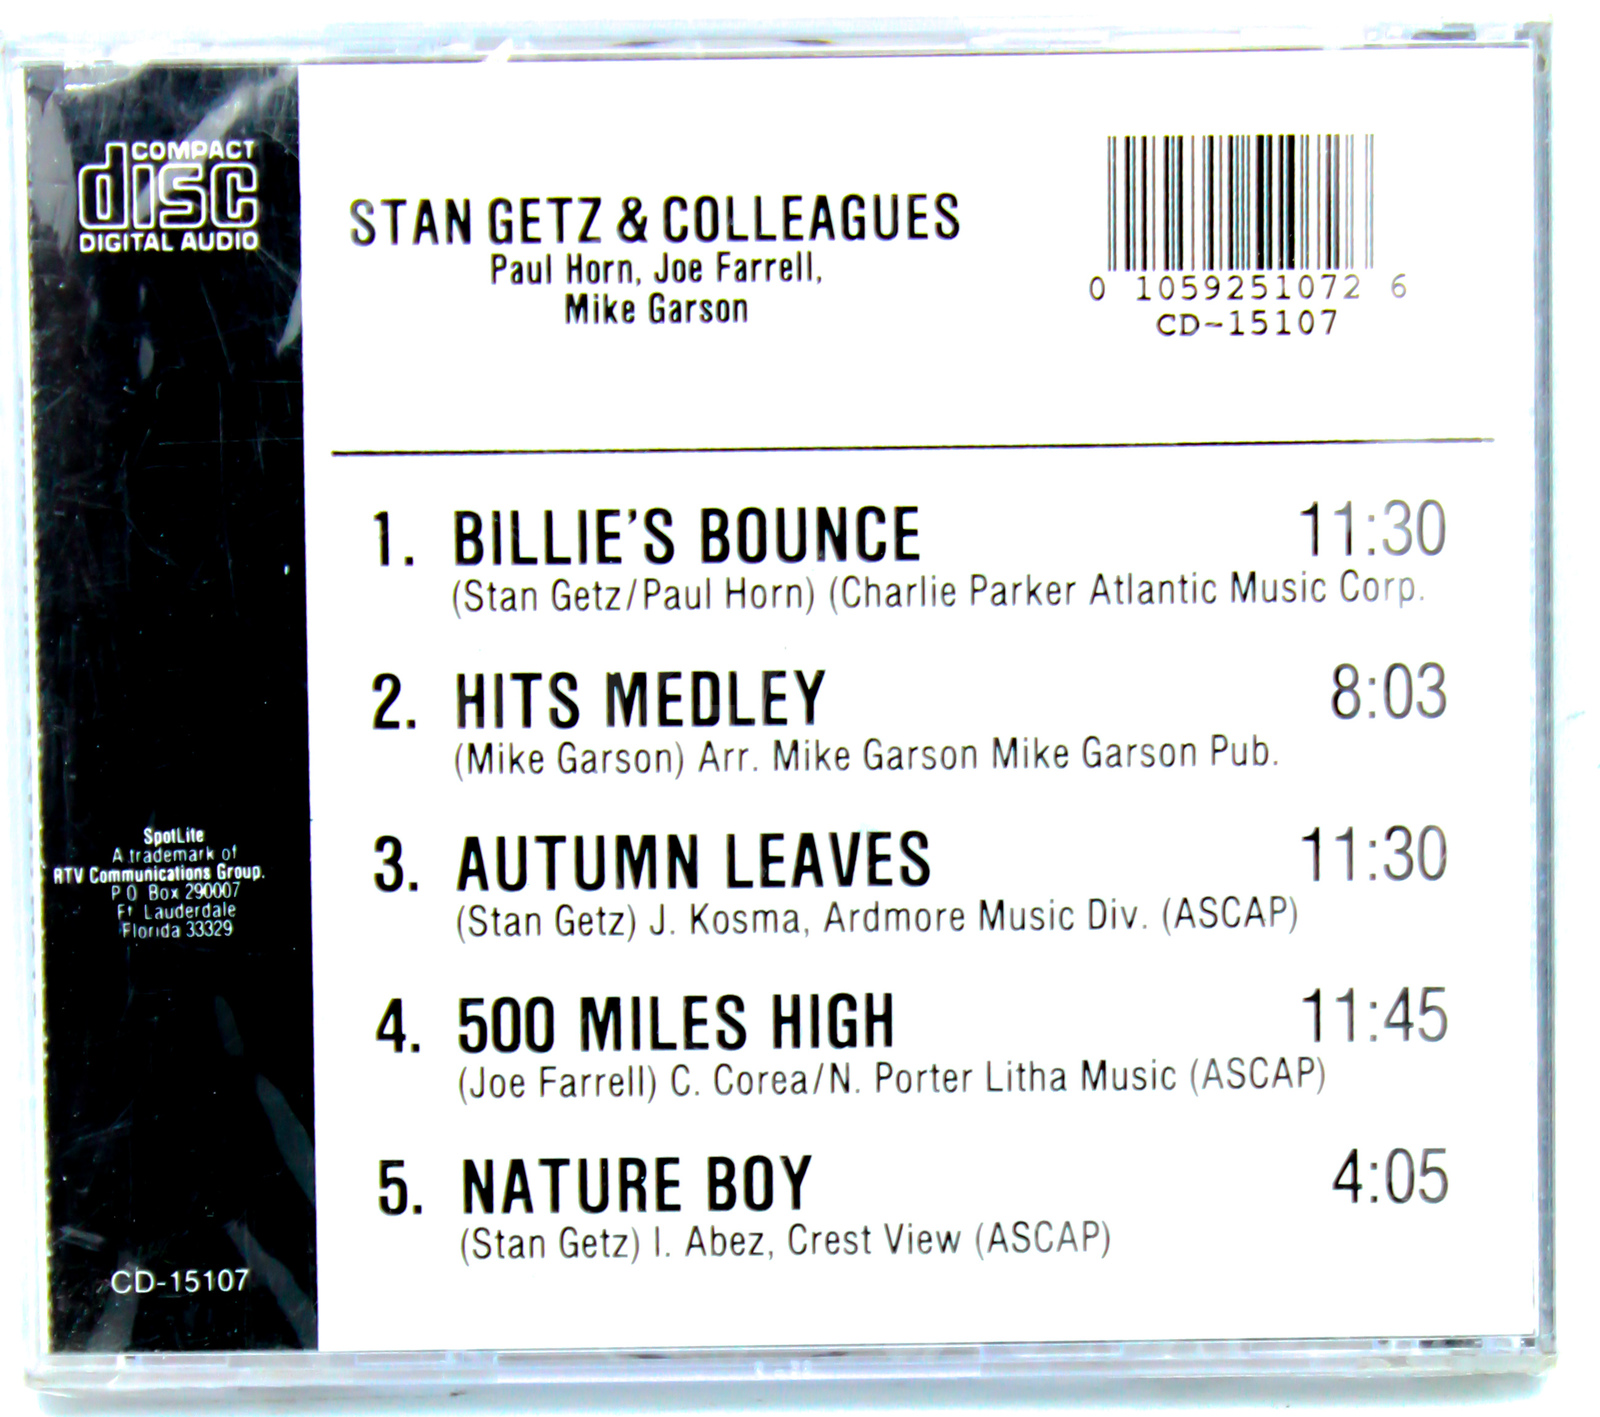 COMPACT
disc
DIGITAL AUDIO
STAN GETZ & COLLEAGUES
Paul Horn, Joe Farrell,
Mike Garson
0 1059251072 6
CD-15107
1. BILLIE'S BOUNCE 11:30
(Stan Getz/Paul Horn) (Charlie Parker Atlantic Music Corp.
2. HITS MEDLEY 8:03
(Mike Garson) Arr. Mike Garson Mike Garson Pub.
3. AUTUMN LEAVES 11:30
(Stan Getz) J. Kosma, Ardmore Music Div. (ASCAP)
4. 500 MILES HIGH 11:45
(Joe Farrell) C. Corea/N. Porter Litha Music (ASCAP)
5. NATURE BOY 4:05
(Stan Getz) I. Abez, Crest View (ASCAP)
SpotLite
A trademark of
RTV Communications Group.
P O Box 290007
Ft Lauderdale
Florida 33329
CD-15107